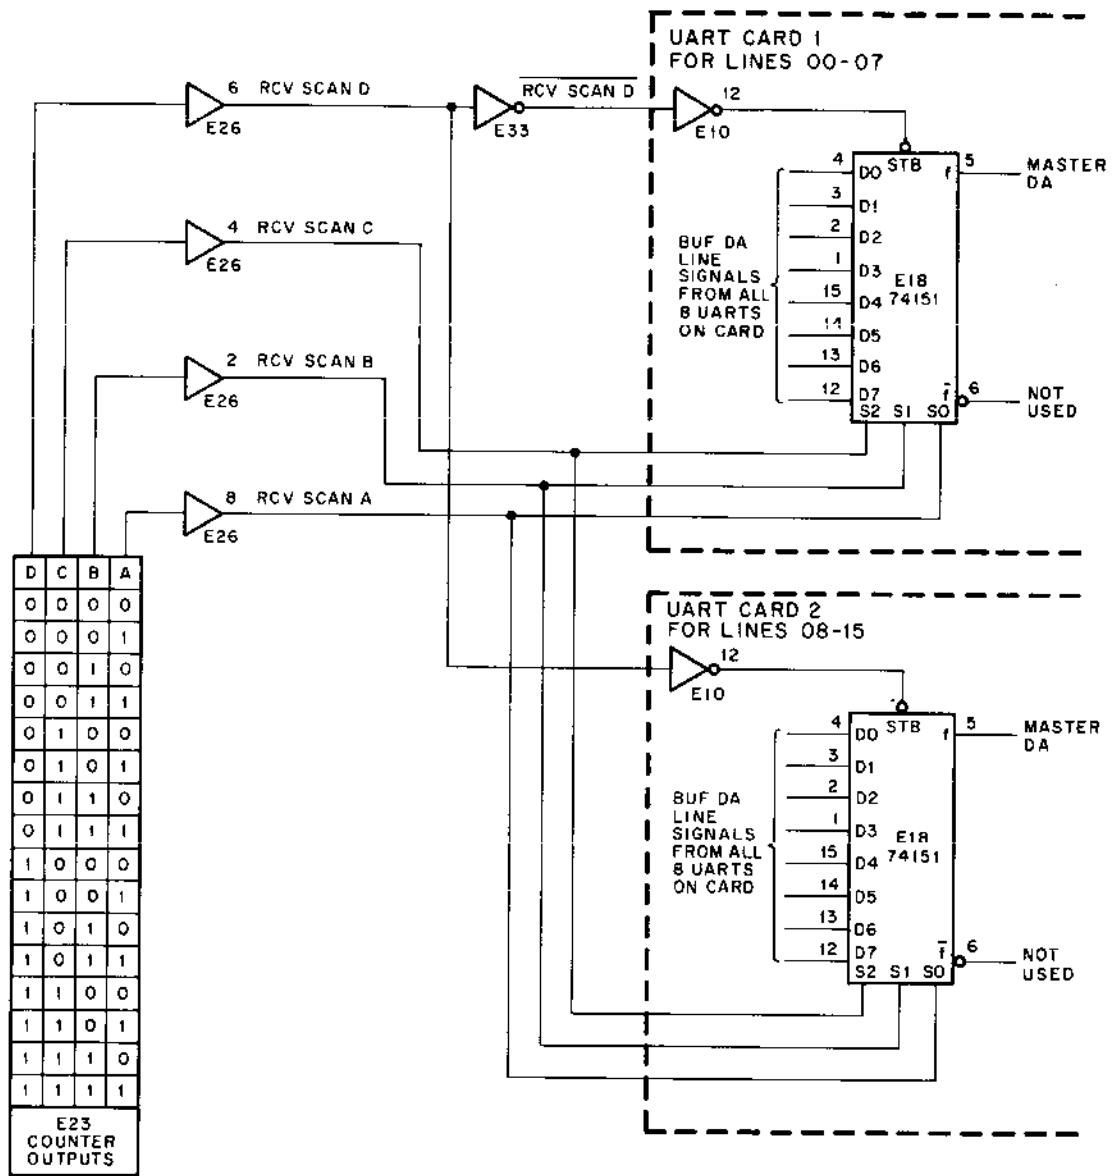 UART CARD 1
FOR LINES 00-07
6 RCV SCAN D
E26
RCV SCAN D
E33
12
E10
4 RCV SCAN C
E26
2 RCV SCAN B
E26
8 RCV SCAN A
E26
STB
4 D0
3 D1
2 D2
1 D3
15 D4
14 D5
13 D6
12 D7
E18
74151
S2 S1 S0
f 5
MASTER
DA
f 6
NOT
USED
BUF DA
LINE
SIGNALS
FROM ALL
8 UARTS
ON CARD
D C B A
0 0 0 0
0 0 0 1
0 0 1 0
0 0 1 1
0 1 0 0
0 1 0 1
0 1 1 0
0 1 1 1
1 0 0 0
1 0 0 1
1 0 1 0
1 0 1 1
1 1 0 0
1 1 0 1
1 1 1 0
1 1 1 1
E23
COUNTER
OUTPUTS
UART CARD 2
FOR LINES 08-15
12
E10
STB
4 D0
3 D1
2 D2
1 D3
15 D4
14 D5
13 D6
12 D7
E18
74151
S2 S1 S0
f 5
MASTER
DA
f 6
NOT
USED
BUF DA
LINE
SIGNALS
FROM ALL
8 UARTS
ON CARD